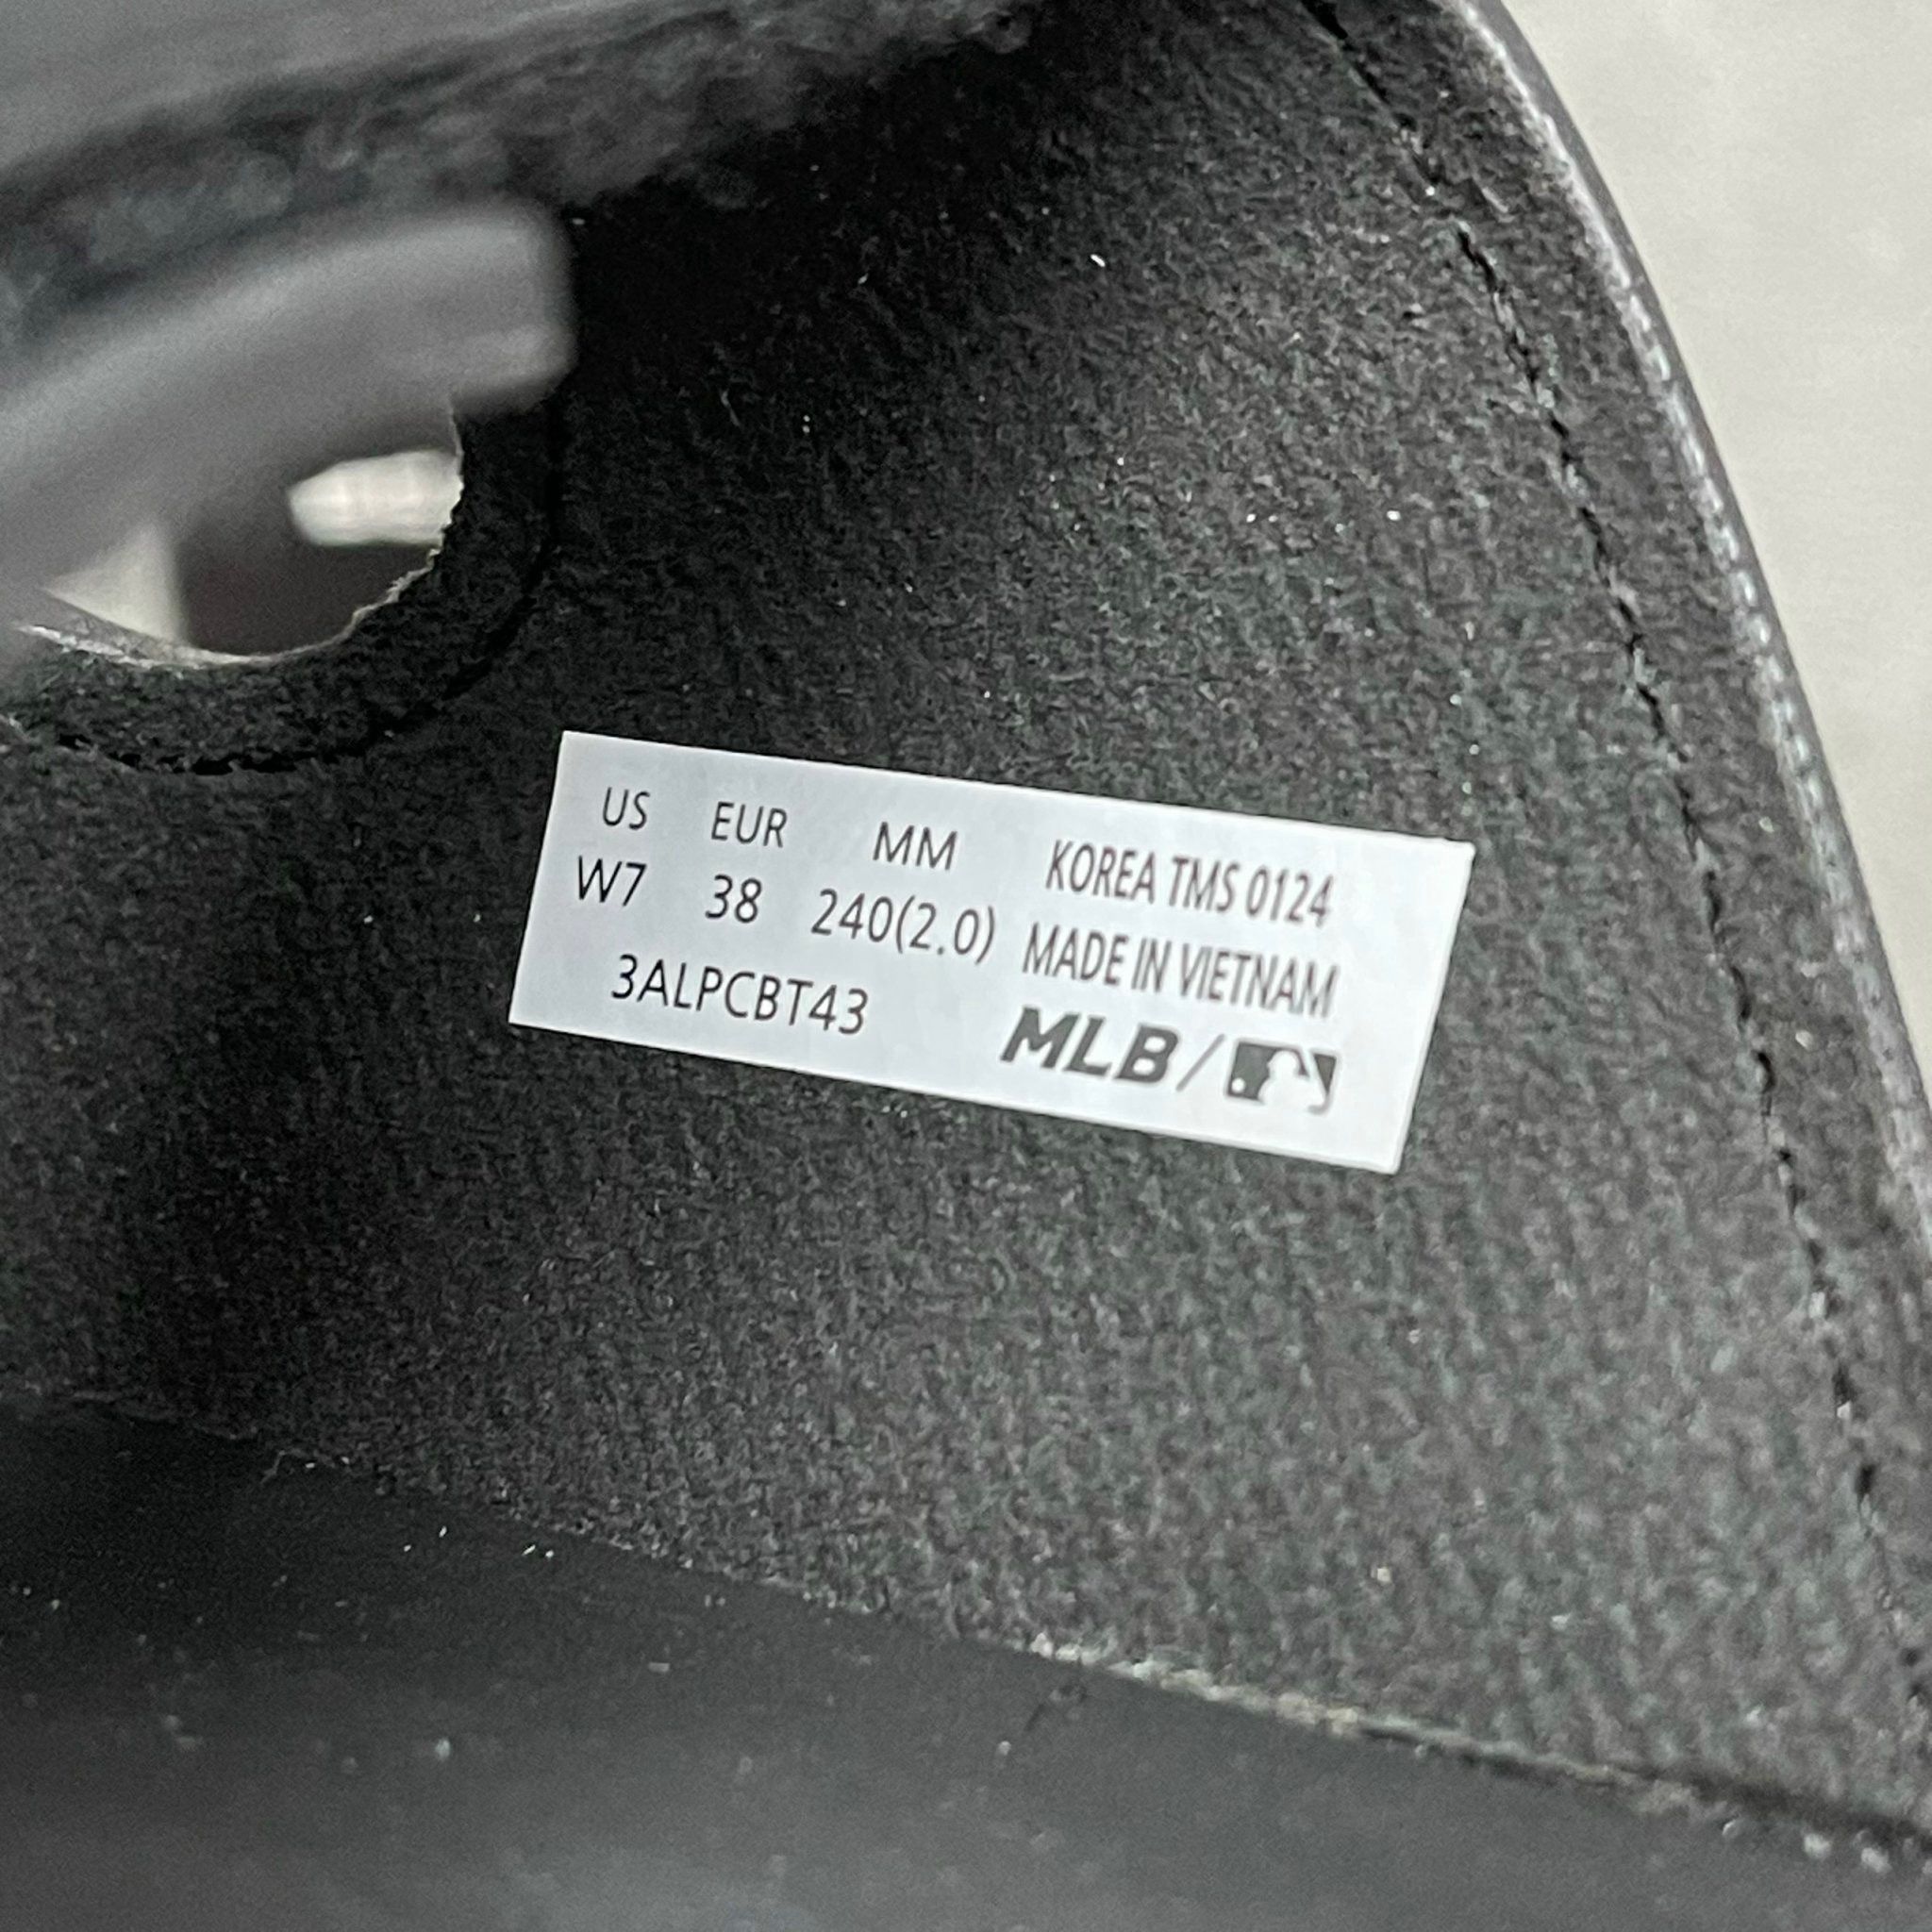 US EUR MM KOREA TMS 0124
W7 38 240(2.0) MADE IN VIETNAM
3ALPCBT43 MLB/